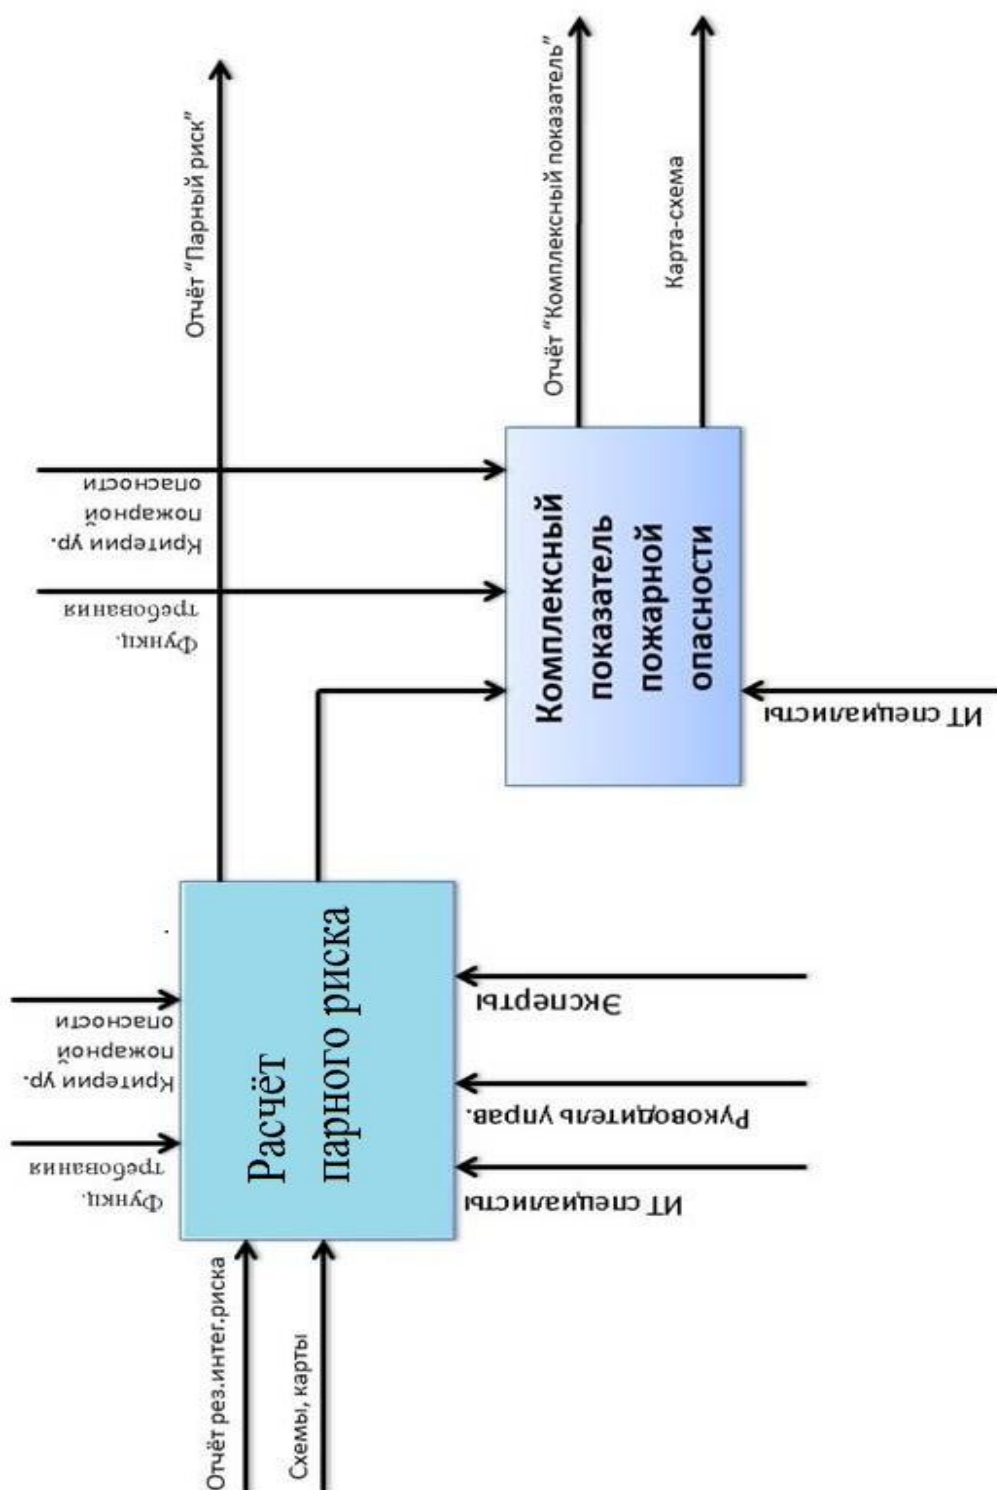 Отчёт “Парный риск”
Отчёт “Комплексный показатель”
Карта-схема
Критерии ур.
пожарной
опасности
Функц.
требования
Комплексный
показатель
пожарной
опасности
ИТ специалисты
Критерии ур.
пожарной
опасности
Функц.
требования
Расчёт
парного риска
Эксперты
Руководитель управ.
ИТ специалисты
Отчёт рез.интег.риска
Схемы, карты